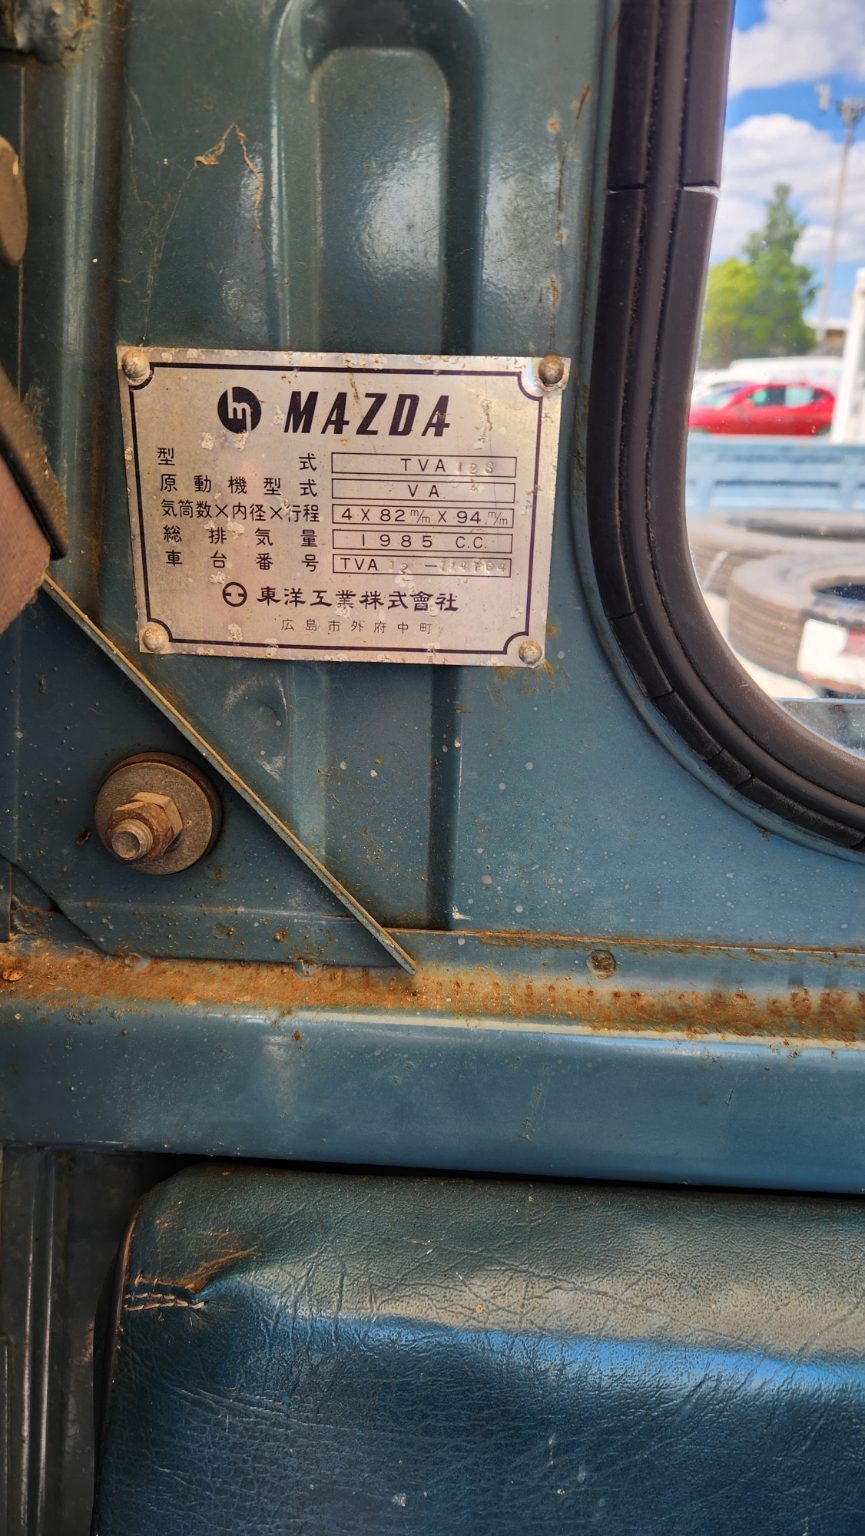 MAZDA
型 式 TVA
原動機型式 VA
気筒数×内径×行程 4 X 82 m/m X 94 m/m
総排気量 1985 C.C.
車台番号 TVA
東洋工業株式會社
広島市外府中町